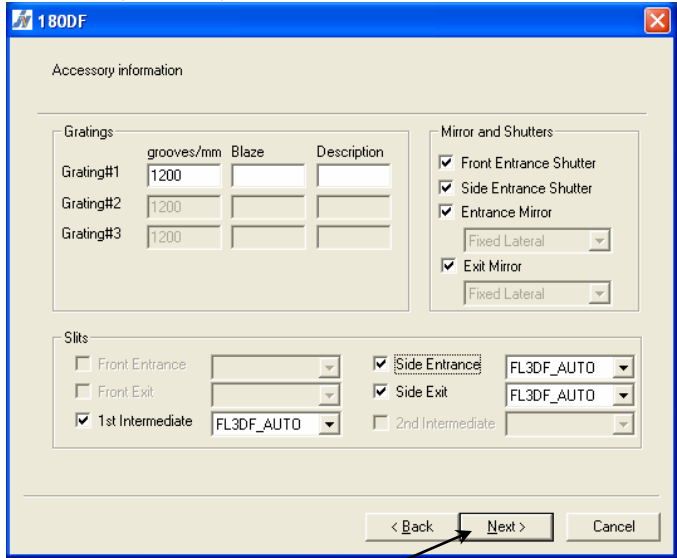 180DF
Accessory information
Gratings
grooves/mm Blaze Description
Grating#1 1200
Grating#2 1200
Grating#3 1200
Mirror and Shutters
Front Entrance Shutter
Side Entrance Shutter
Entrance Mirror
Fixed Lateral
Exit Mirror
Fixed Lateral
Slits
Front Entrance
Side Entrance FL3DF_AUTO
Front Exit
Side Exit FL3DF_AUTO
1st Intermediate FL3DF_AUTO
2nd Intermediate
< Back Next > Cancel